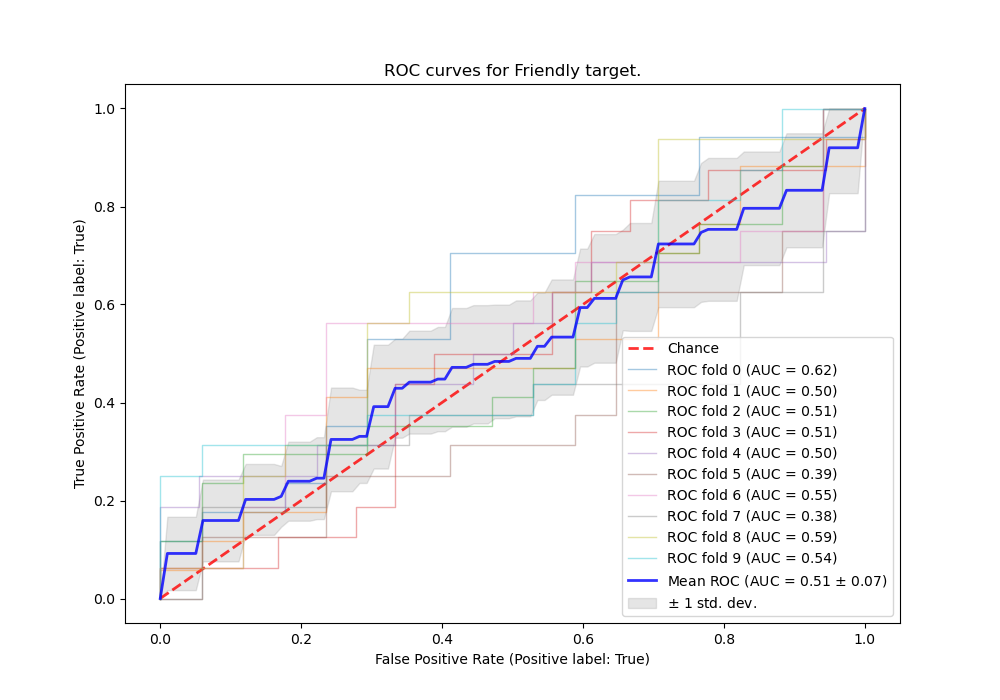 ROC curves for Friendly target.
1.0
0.8
0.6
0.4
0.2
0.0
True Positive Rate (Positive label: True)
Chance
ROC fold 0 (AUC = 0.62)
ROC fold 1 (AUC = 0.50)
ROC fold 2 (AUC = 0.51)
ROC fold 3 (AUC = 0.51)
ROC fold 4 (AUC = 0.50)
ROC fold 5 (AUC = 0.39)
ROC fold 6 (AUC = 0.55)
ROC fold 7 (AUC = 0.38)
ROC fold 8 (AUC = 0.59)
ROC fold 9 (AUC = 0.54)
Mean ROC (AUC = 0.51 ± 0.07)
± 1 std. dev.
0.0 0.2 0.4 0.6 0.8 1.0
False Positive Rate (Positive label: True)